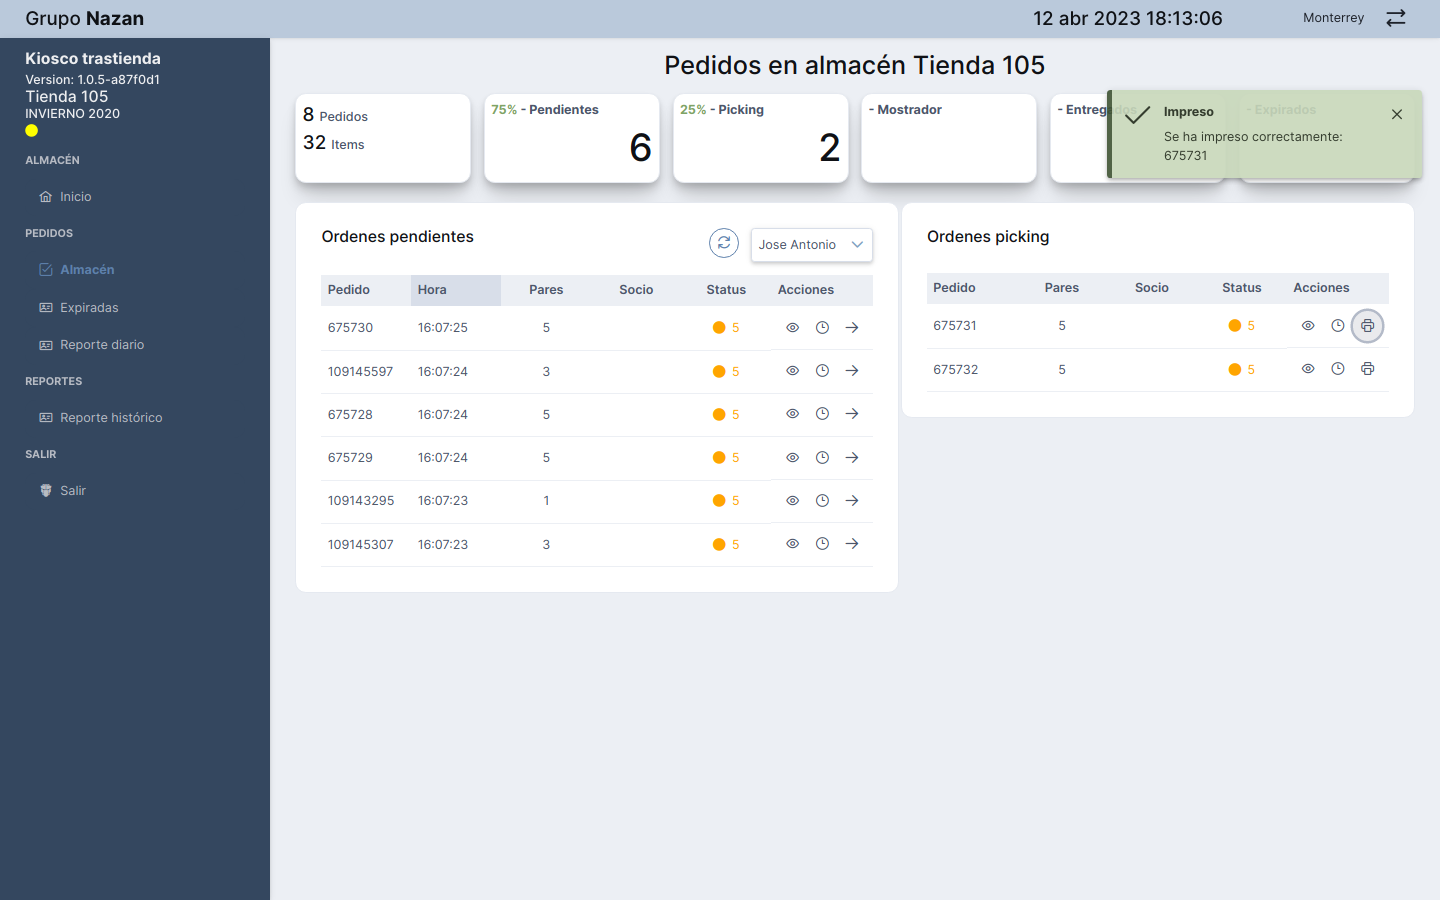 Grupo Nazan
12 abr 2023 18:13:06
Monterrey
Kiosco trastienda
Version: 1.0.5-a87f0d1
Tienda 105
INVIERNO 2020
ALMACÉN
Inicio
PEDIDOS
Almacén
Expiradas
Reporte diario
REPORTES
Reporte histórico
SALIR
Salir
Pedidos en almacén Tienda 105
8 Pedidos
32 Items
75% - Pendientes
6
25% - Picking
2
- Mostrador
- Entregados
- Expirados
Impreso
Se ha impreso correctamente:
675731
Ordenes pendientes
Jose Antonio
Pedido Hora Pares Socio Status Acciones
675730 16:07:25 5 5
109145597 16:07:24 3 5
675728 16:07:24 5 5
675729 16:07:24 5 5
109143295 16:07:23 1 5
109145307 16:07:23 3 5
Ordenes picking
Pedido Pares Socio Status Acciones
675731 5 5
675732 5 5